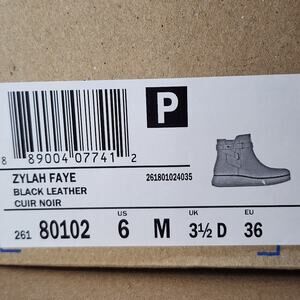 P
8 89004 07741 2
ZYLAH FAYE 261801024035
BLACK LEATHER
CUIR NOIR
US UK EU
261 80102 6 M 3½ D 36